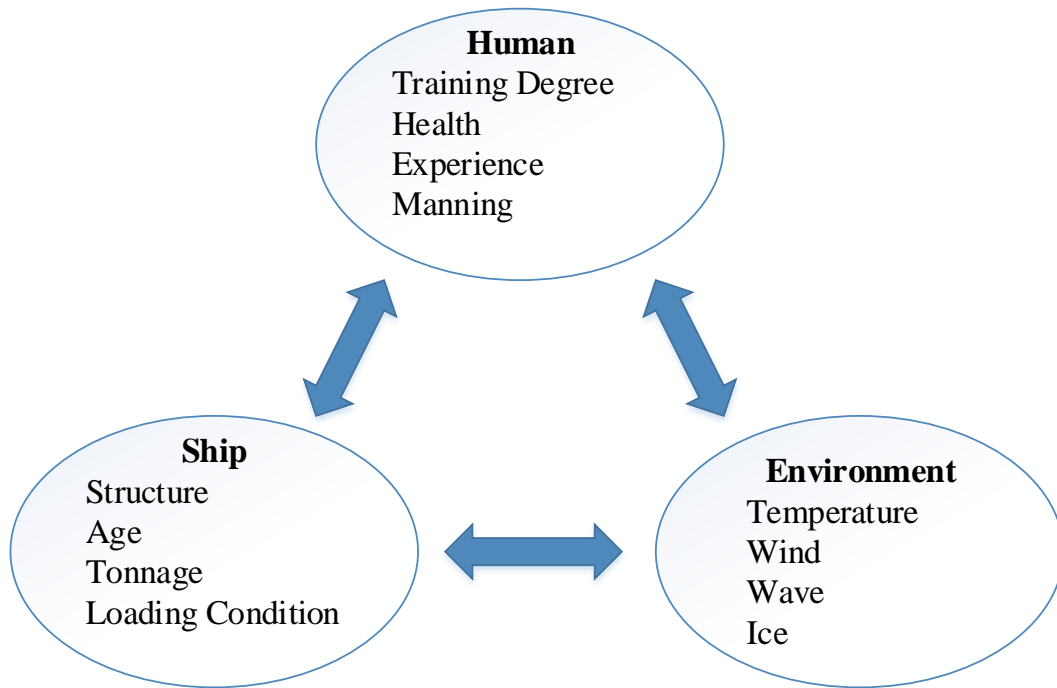 Human
Training Degree
Health
Experience
Manning
Ship
Structure
Age
Tonnage
Loading Condition
Environment
Temperature
Wind
Wave
Ice